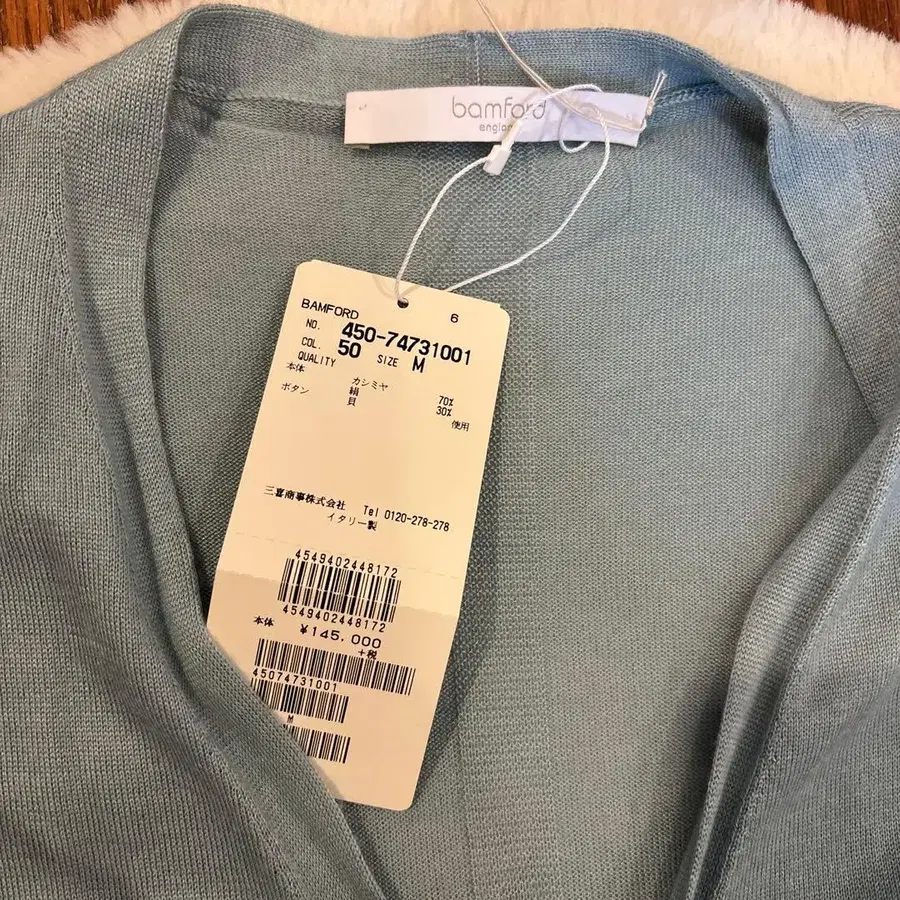 bamford
england
BAMFORD 6
NO. 450-74731001
COL. 50 SIZE M
QUALITY
本体 カシミヤ 70%
絹 30%
ボタン 貝 使用
三喜商事株式会社 Tel 0120-278-278
イタリー製
4549402448172
4549402448172
本体 ¥145,000
+税
45074731001
M